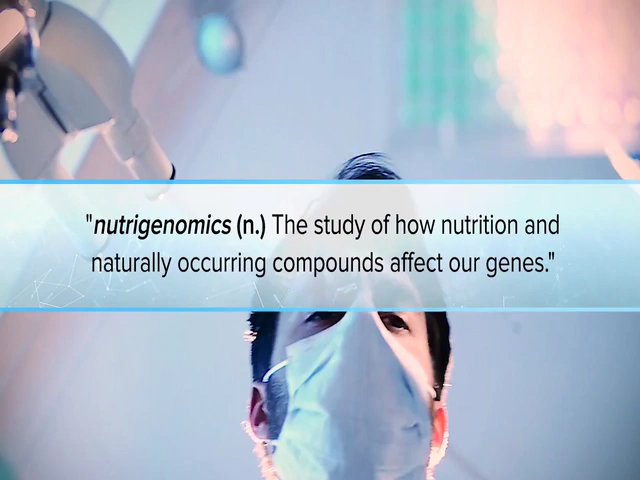 "nutrigenomics (n.) The study of how nutrition and
naturally occurring compounds affect our genes."